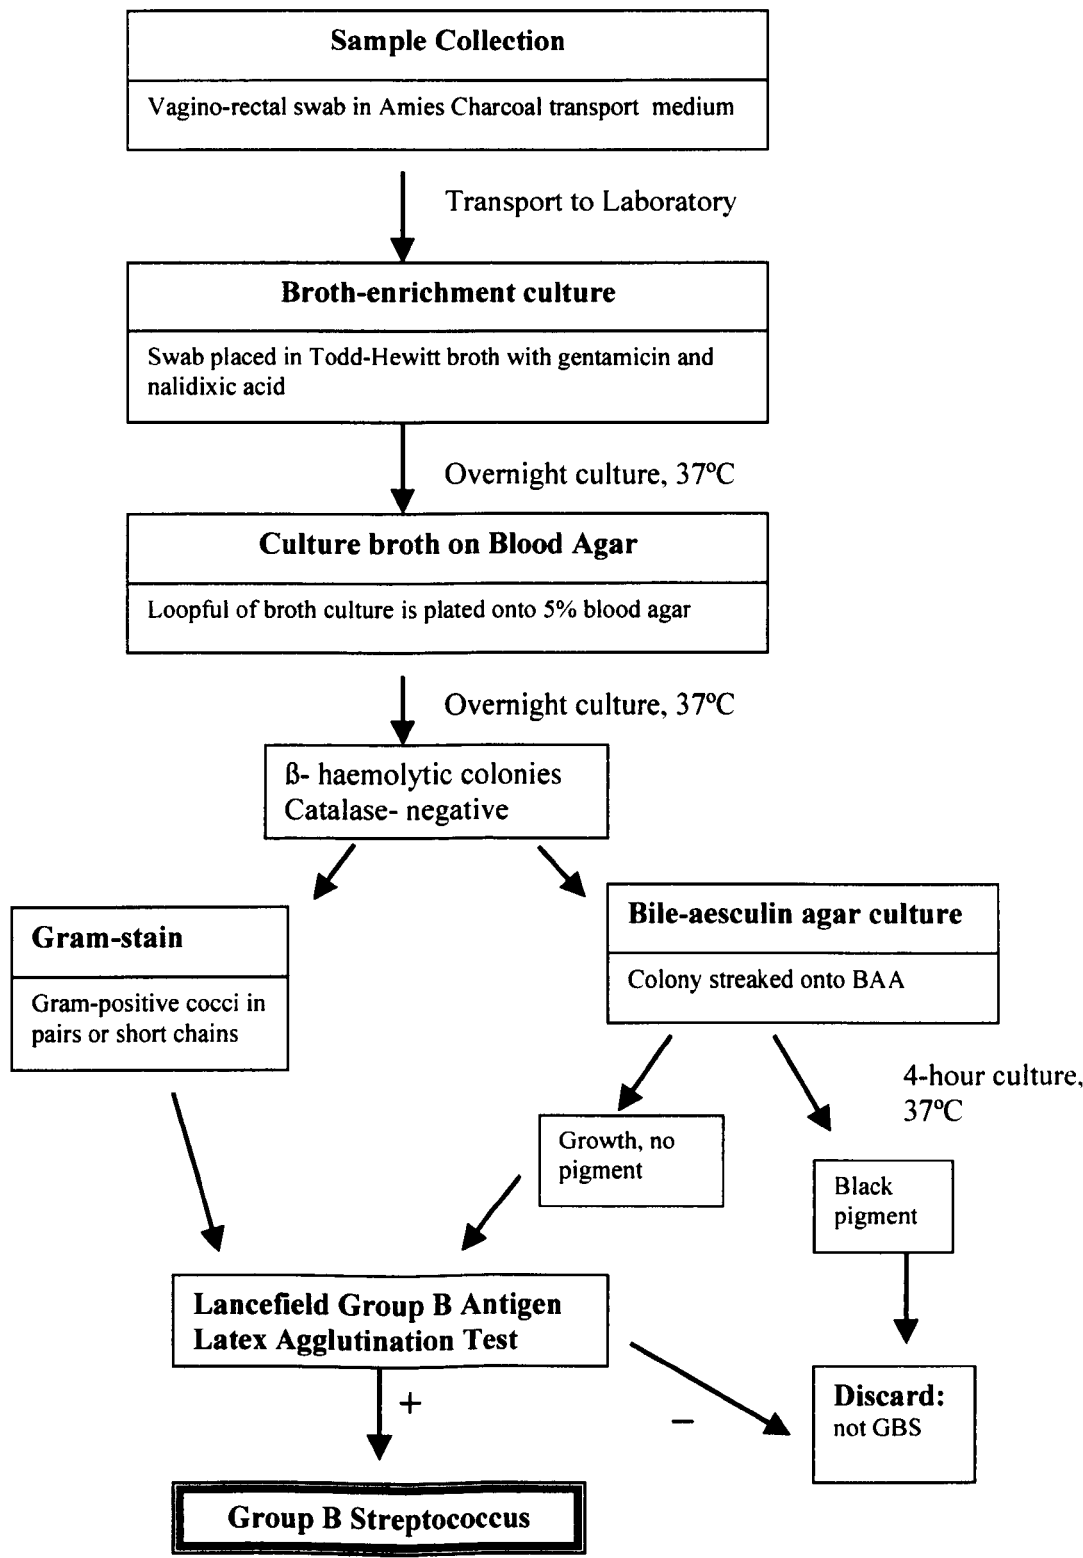 Sample Collection
Vagino-rectal swab in Amies Charcoal transport medium
Transport to Laboratory
Broth-enrichment culture
Swab placed in Todd-Hewitt broth with gentamicin and
nalidixic acid
Overnight culture, 37ºC
Culture broth on Blood Agar
Loopful of broth culture is plated onto 5% blood agar
Overnight culture, 37ºC
ß- haemolytic colonies
Catalase- negative
Gram-stain
Gram-positive cocci in
pairs or short chains
Bile-aesculin agar culture
Colony streaked onto BAA
4-hour culture,
37ºC
Growth, no
pigment
Black
pigment
Lancefield Group B Antigen
Latex Agglutination Test
+
−
Discard:
not GBS
Group B Streptococcus